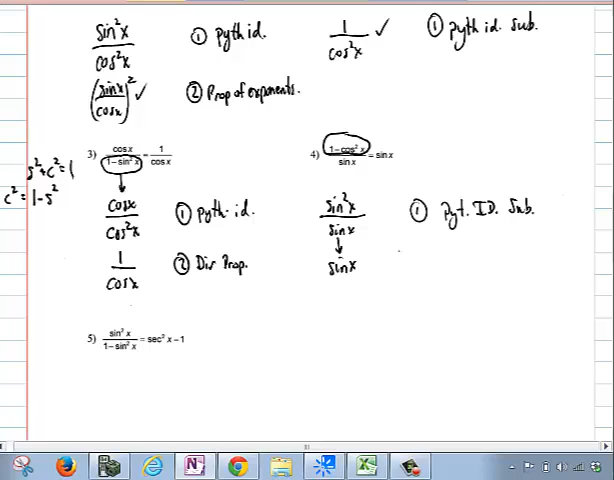 sin²x / cos²x ① Pyth id.
(sinx / cosx)² ✓ ② Prop of exponents.
1 / cos²x ✓ ① Pyth id. Sub.
3) cos x / 1−sin² x = 1 / cos x
s² + c² = 1
c² = 1−s²
cosx / cos²x ① Pyth id.
1 / cosx ② Div Prop.
4) 1−cos² x / sin x = sin x
sin²x / sinx ① Pyt. ID. Sub.
sinx
5) sin² x / 1−sin² x = sec² x −1